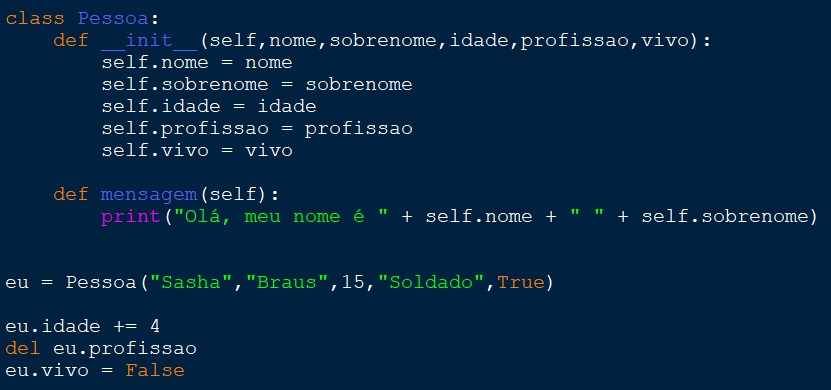 class Pessoa:
    def __init__(self,nome,sobrenome,idade,profissao,vivo):
        self.nome = nome
        self.sobrenome = sobrenome
        self.idade = idade
        self.profissao = profissao
        self.vivo = vivo
    def mensagem(self):
        print("Olá, meu nome é " + self.nome + " " + self.sobrenome)
eu = Pessoa("Sasha","Braus",15,"Soldado",True)
eu.idade += 4
del eu.profissao
eu.vivo = False